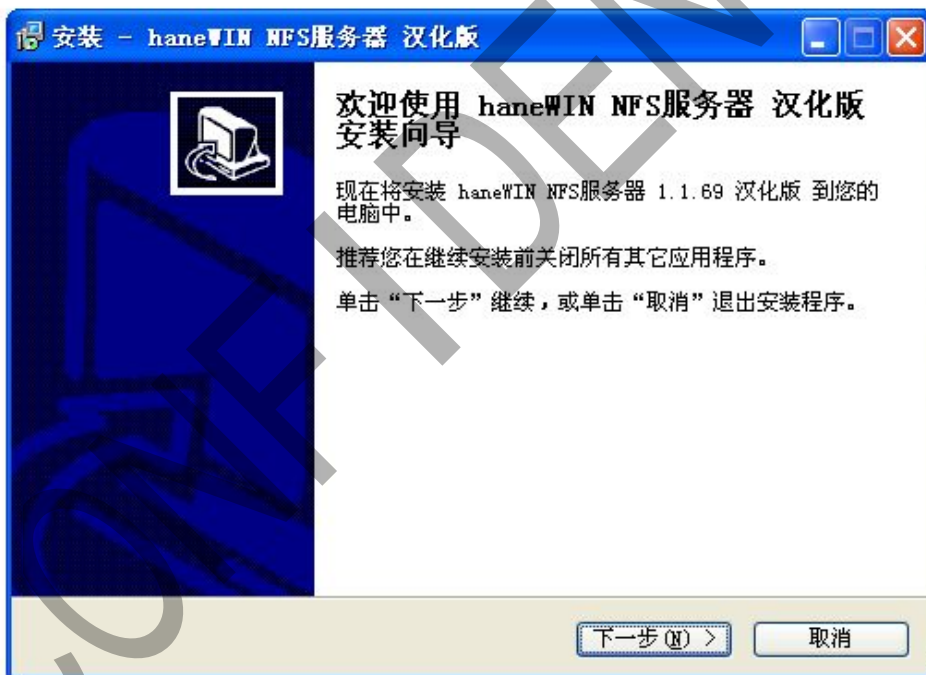 安装 - haneWIN NFS服务器 汉化版
欢迎使用 haneWIN NFS服务器 汉化版
安装向导
现在将安装 haneWIN NFS服务器 1.1.69 汉化版 到您的
电脑中。
推荐您在继续安装前关闭所有其它应用程序。
单击“下一步”继续，或单击“取消”退出安装程序。
下一步(N) >
取消
CONFIDEN